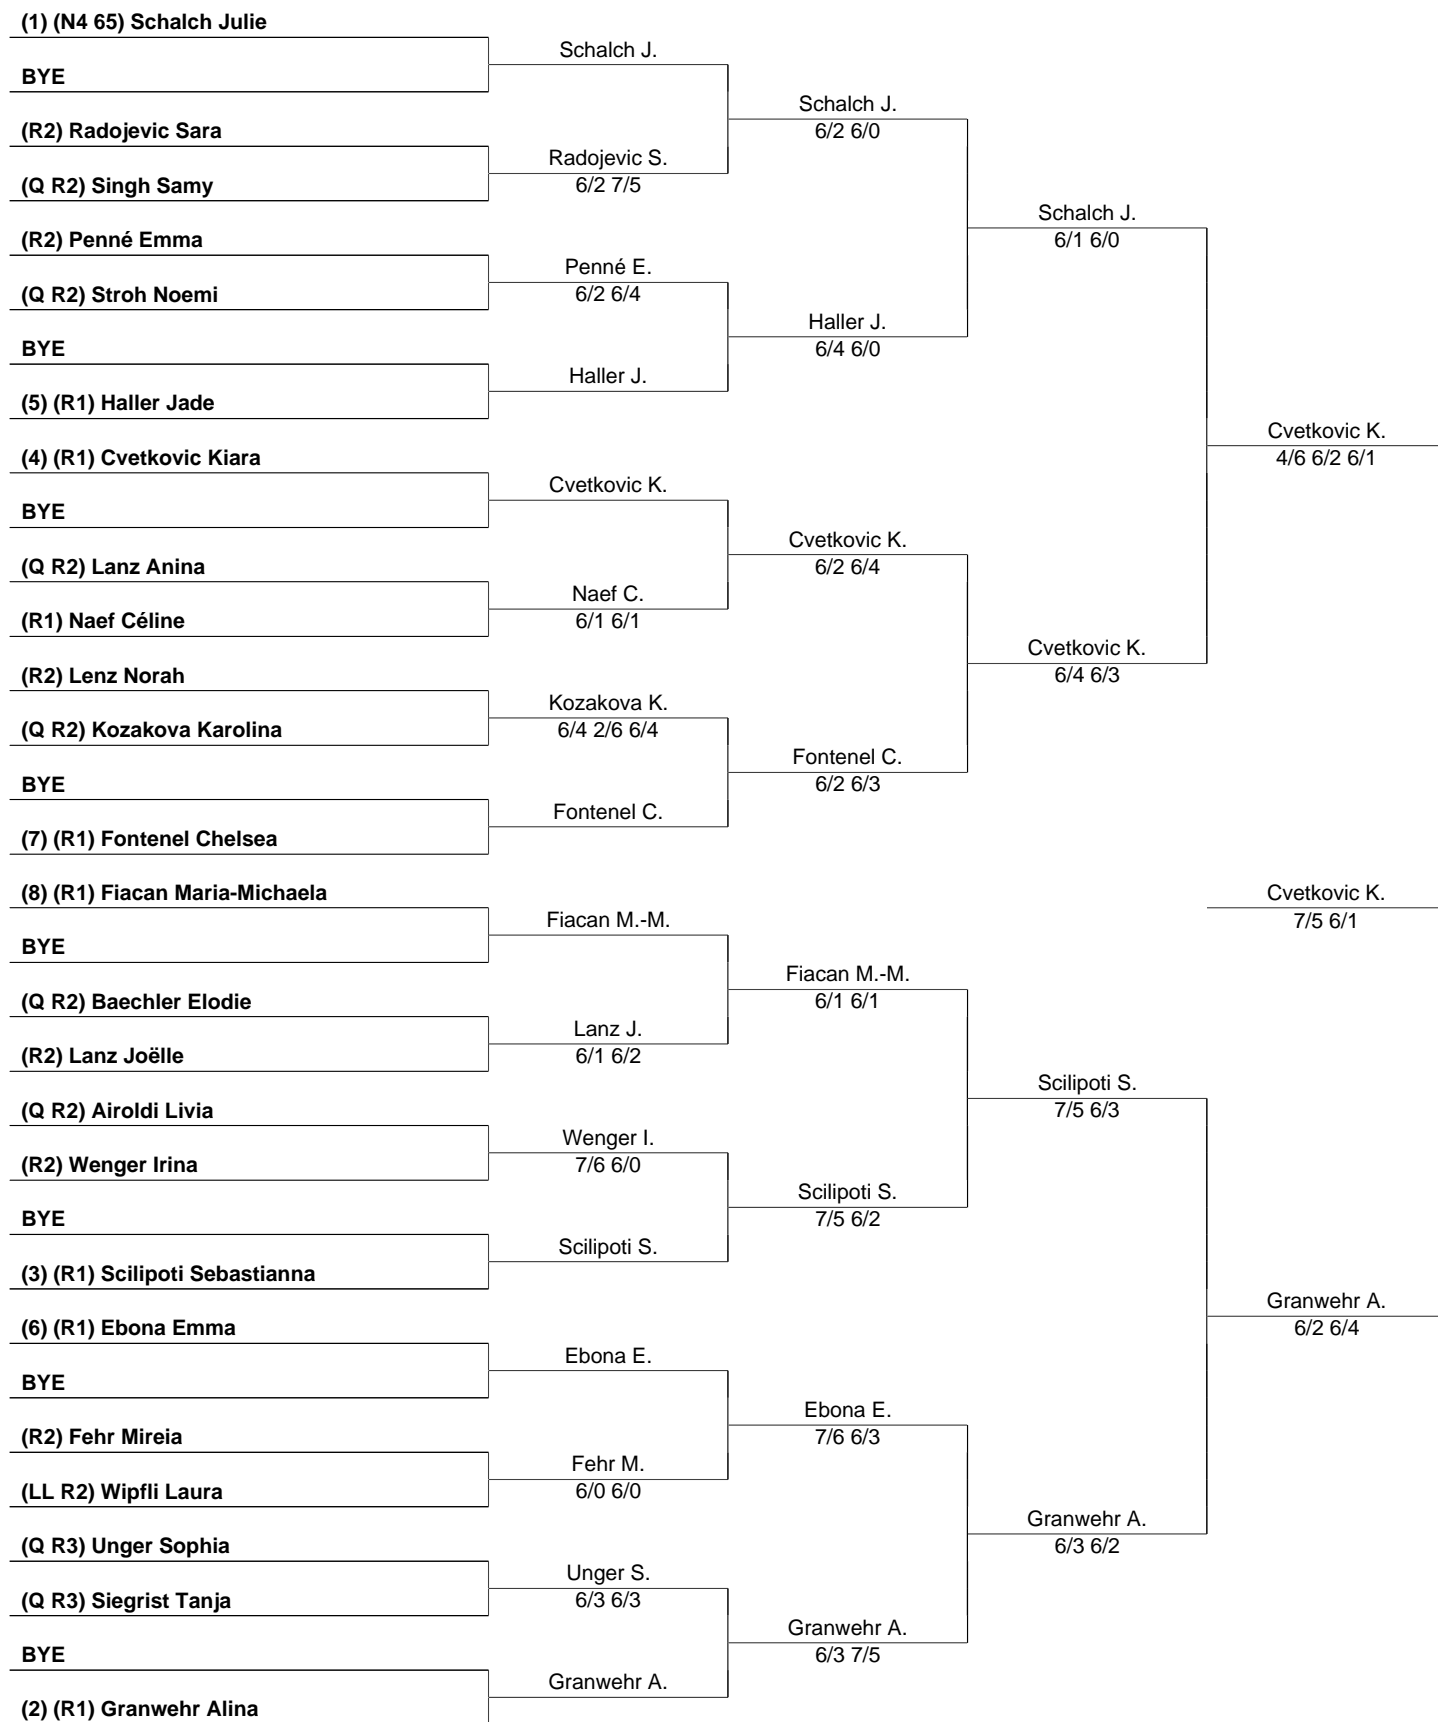 (1) (N4 65) Schalch Julie
Schalch J.
BYE
Schalch J.
6/2 6/0
(R2) Radojevic Sara
Radojevic S.
6/2 7/5
(Q R2) Singh Samy
Schalch J.
6/1 6/0
(R2) Penné Emma
Penné E.
6/2 6/4
(Q R2) Stroh Noemi
Haller J.
6/4 6/0
BYE
Haller J.
(5) (R1) Haller Jade
Cvetkovic K.
4/6 6/2 6/1
(4) (R1) Cvetkovic Kiara
Cvetkovic K.
BYE
Cvetkovic K.
6/2 6/4
(Q R2) Lanz Anina
Naef C.
6/1 6/1
(R1) Naef Céline
Cvetkovic K.
6/4 6/3
(R2) Lenz Norah
Kozakova K.
6/4 2/6 6/4
(Q R2) Kozakova Karolina
Fontenel C.
6/2 6/3
BYE
Fontenel C.
(7) (R1) Fontenel Chelsea
(8) (R1) Fiacan Maria-Michaela
Cvetkovic K.
7/5 6/1
Fiacan M.-M.
BYE
Fiacan M.-M.
6/1 6/1
(Q R2) Baechler Elodie
Lanz J.
6/1 6/2
(R2) Lanz Joëlle
Scilipoti S.
7/5 6/3
(Q R2) Airoldi Livia
Wenger I.
7/6 6/0
(R2) Wenger Irina
Scilipoti S.
7/5 6/2
BYE
Scilipoti S.
(3) (R1) Scilipoti Sebastianna
Granwehr A.
6/2 6/4
(6) (R1) Ebona Emma
Ebona E.
BYE
Ebona E.
7/6 6/3
(R2) Fehr Mireia
Fehr M.
6/0 6/0
(LL R2) Wipfli Laura
Granwehr A.
6/3 6/2
(Q R3) Unger Sophia
Unger S.
6/3 6/3
(Q R3) Siegrist Tanja
Granwehr A.
6/3 7/5
BYE
Granwehr A.
(2) (R1) Granwehr Alina